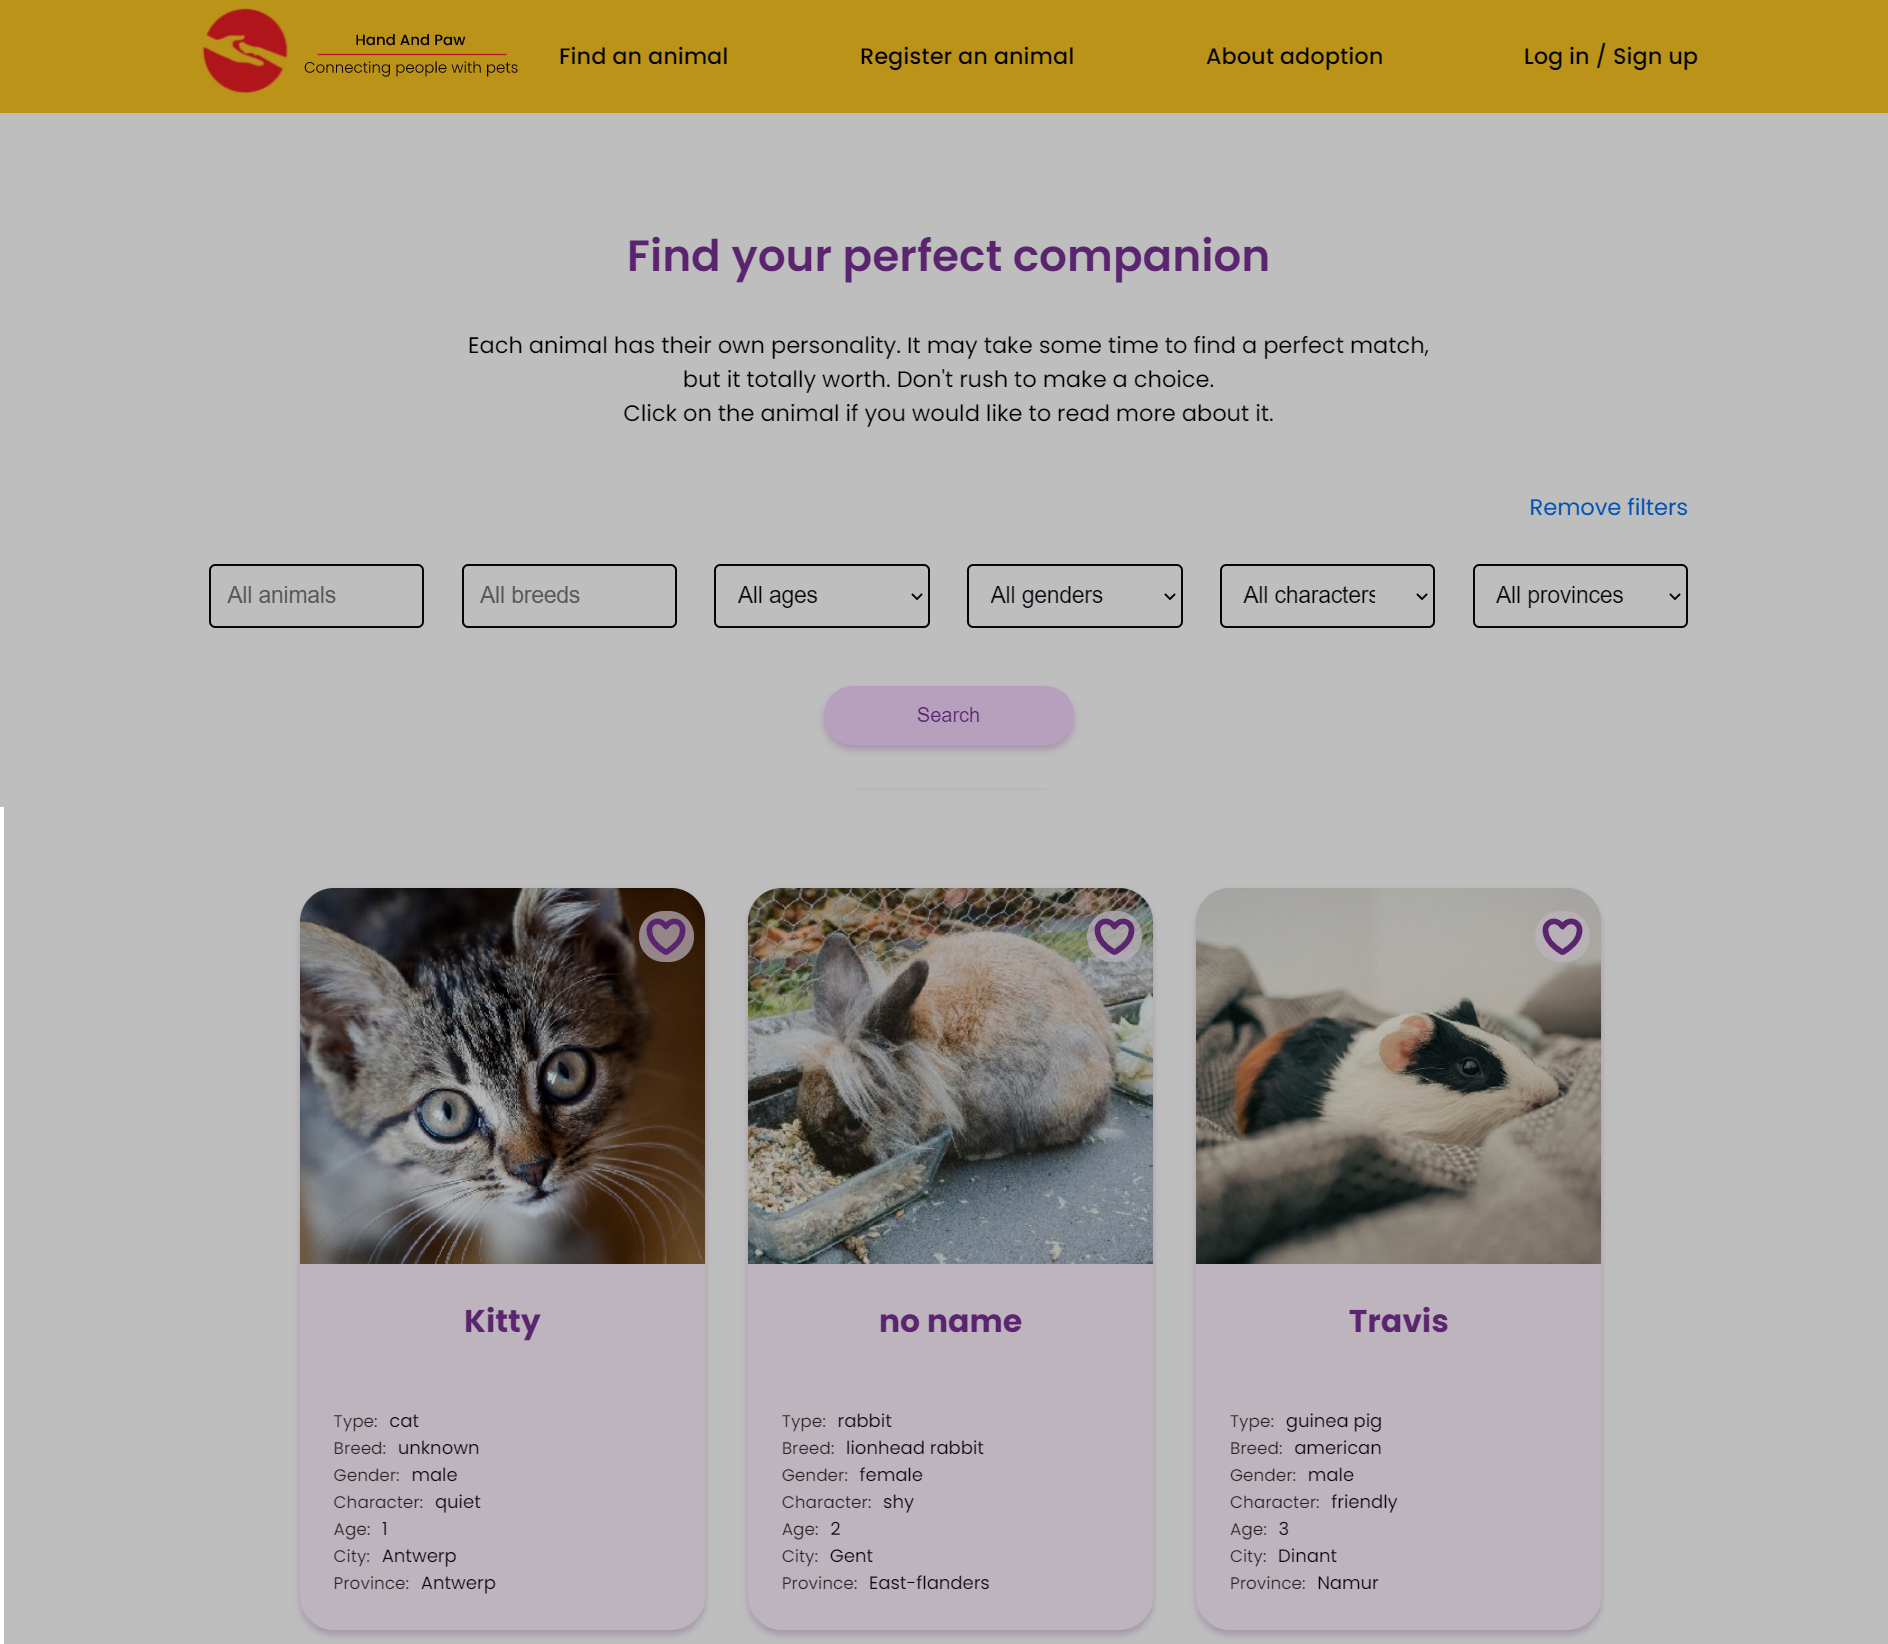 Hand And Paw
Connecting people with pets
Find an animal
Register an animal
About adoption
Log in / Sign up
Find your perfect companion
Each animal has their own personality. It may take some time to find a perfect match,
but it totally worth. Don't rush to make a choice.
Click on the animal if you would like to read more about it.
Remove filters
All animals
All breeds
All ages
All genders
All characters
All provinces
Search
Kitty
Type: cat
Breed: unknown
Gender: male
Character: quiet
Age: 1
City: Antwerp
Province: Antwerp
no name
Type: rabbit
Breed: lionhead rabbit
Gender: female
Character: shy
Age: 2
City: Gent
Province: East-flanders
Travis
Type: guinea pig
Breed: american
Gender: male
Character: friendly
Age: 3
City: Dinant
Province: Namur